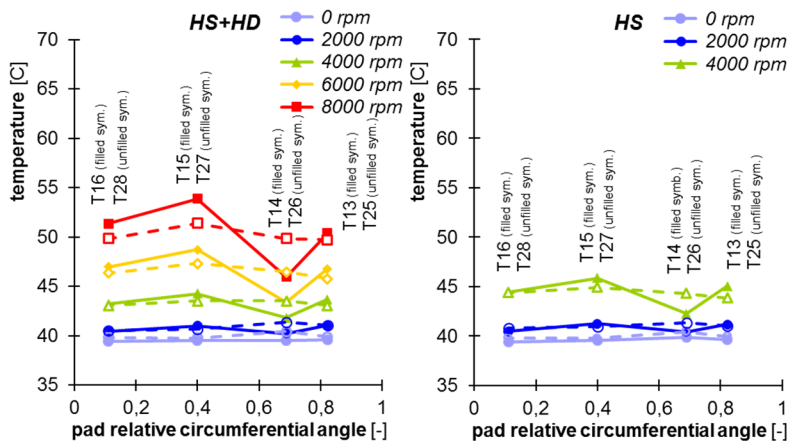 HS+HD
0 rpm
2000 rpm
4000 rpm
6000 rpm
8000 rpm
temperature [C]
70
65
60
55
50
45
40
35
T16 (filled sym.)
T28 (unfilled sym.)
T15 (filled sym.)
T27 (unfilled sym.)
T14 (filled sym.)
T26 (unfilled sym.)
T13 (filled sym.)
T25 (unfilled sym.)
0 0,2 0,4 0,6 0,8 1
pad relative circumferential angle [-]
HS
0 rpm
2000 rpm
4000 rpm
temperature [C]
70
65
60
55
50
45
40
35
T16 (filled sym.)
T28 (unfilled sym.)
T15 (filled sym.)
T27 (unfilled sym.)
T14 (filled symb.)
T26 (unfilled sym.)
T13 (filled sym.)
T25 (unfilled sym.)
0 0,2 0,4 0,6 0,8 1
pad relative circumferential angle [-]